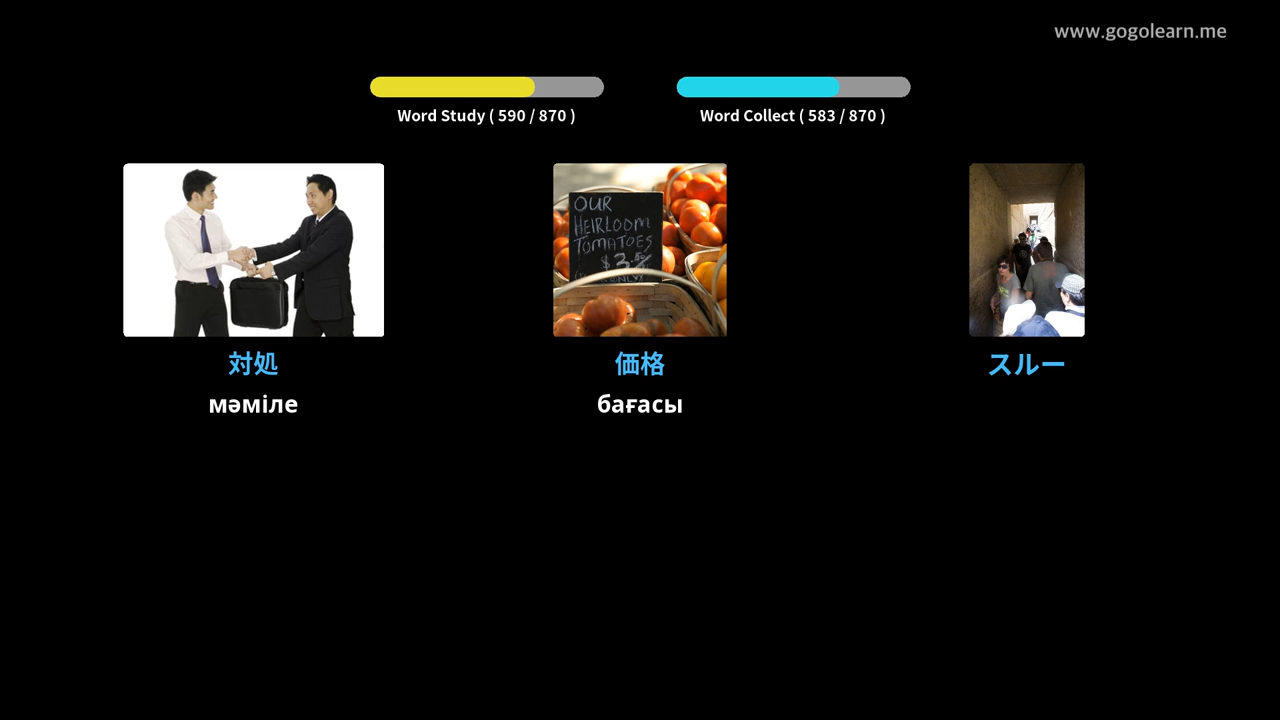 www.gogolearn.me
Word Study ( 590 / 870 )
Word Collect ( 583 / 870 )
OUR
HEIRLOOM
TOMATOES
対処
価格
スルー
мәміле
бағасы